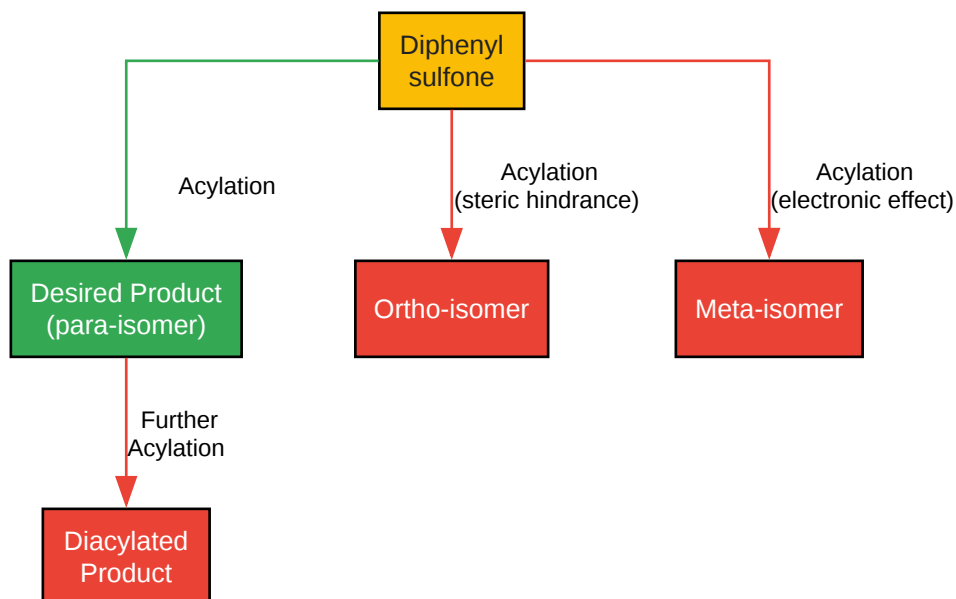 Diphenyl
sulfone
Acylation
Acylation
(steric hindrance)
Acylation
(electronic effect)
Desired Product
(para-isomer)
Ortho-isomer
Meta-isomer
Further
Acylation
Diacylated
Product